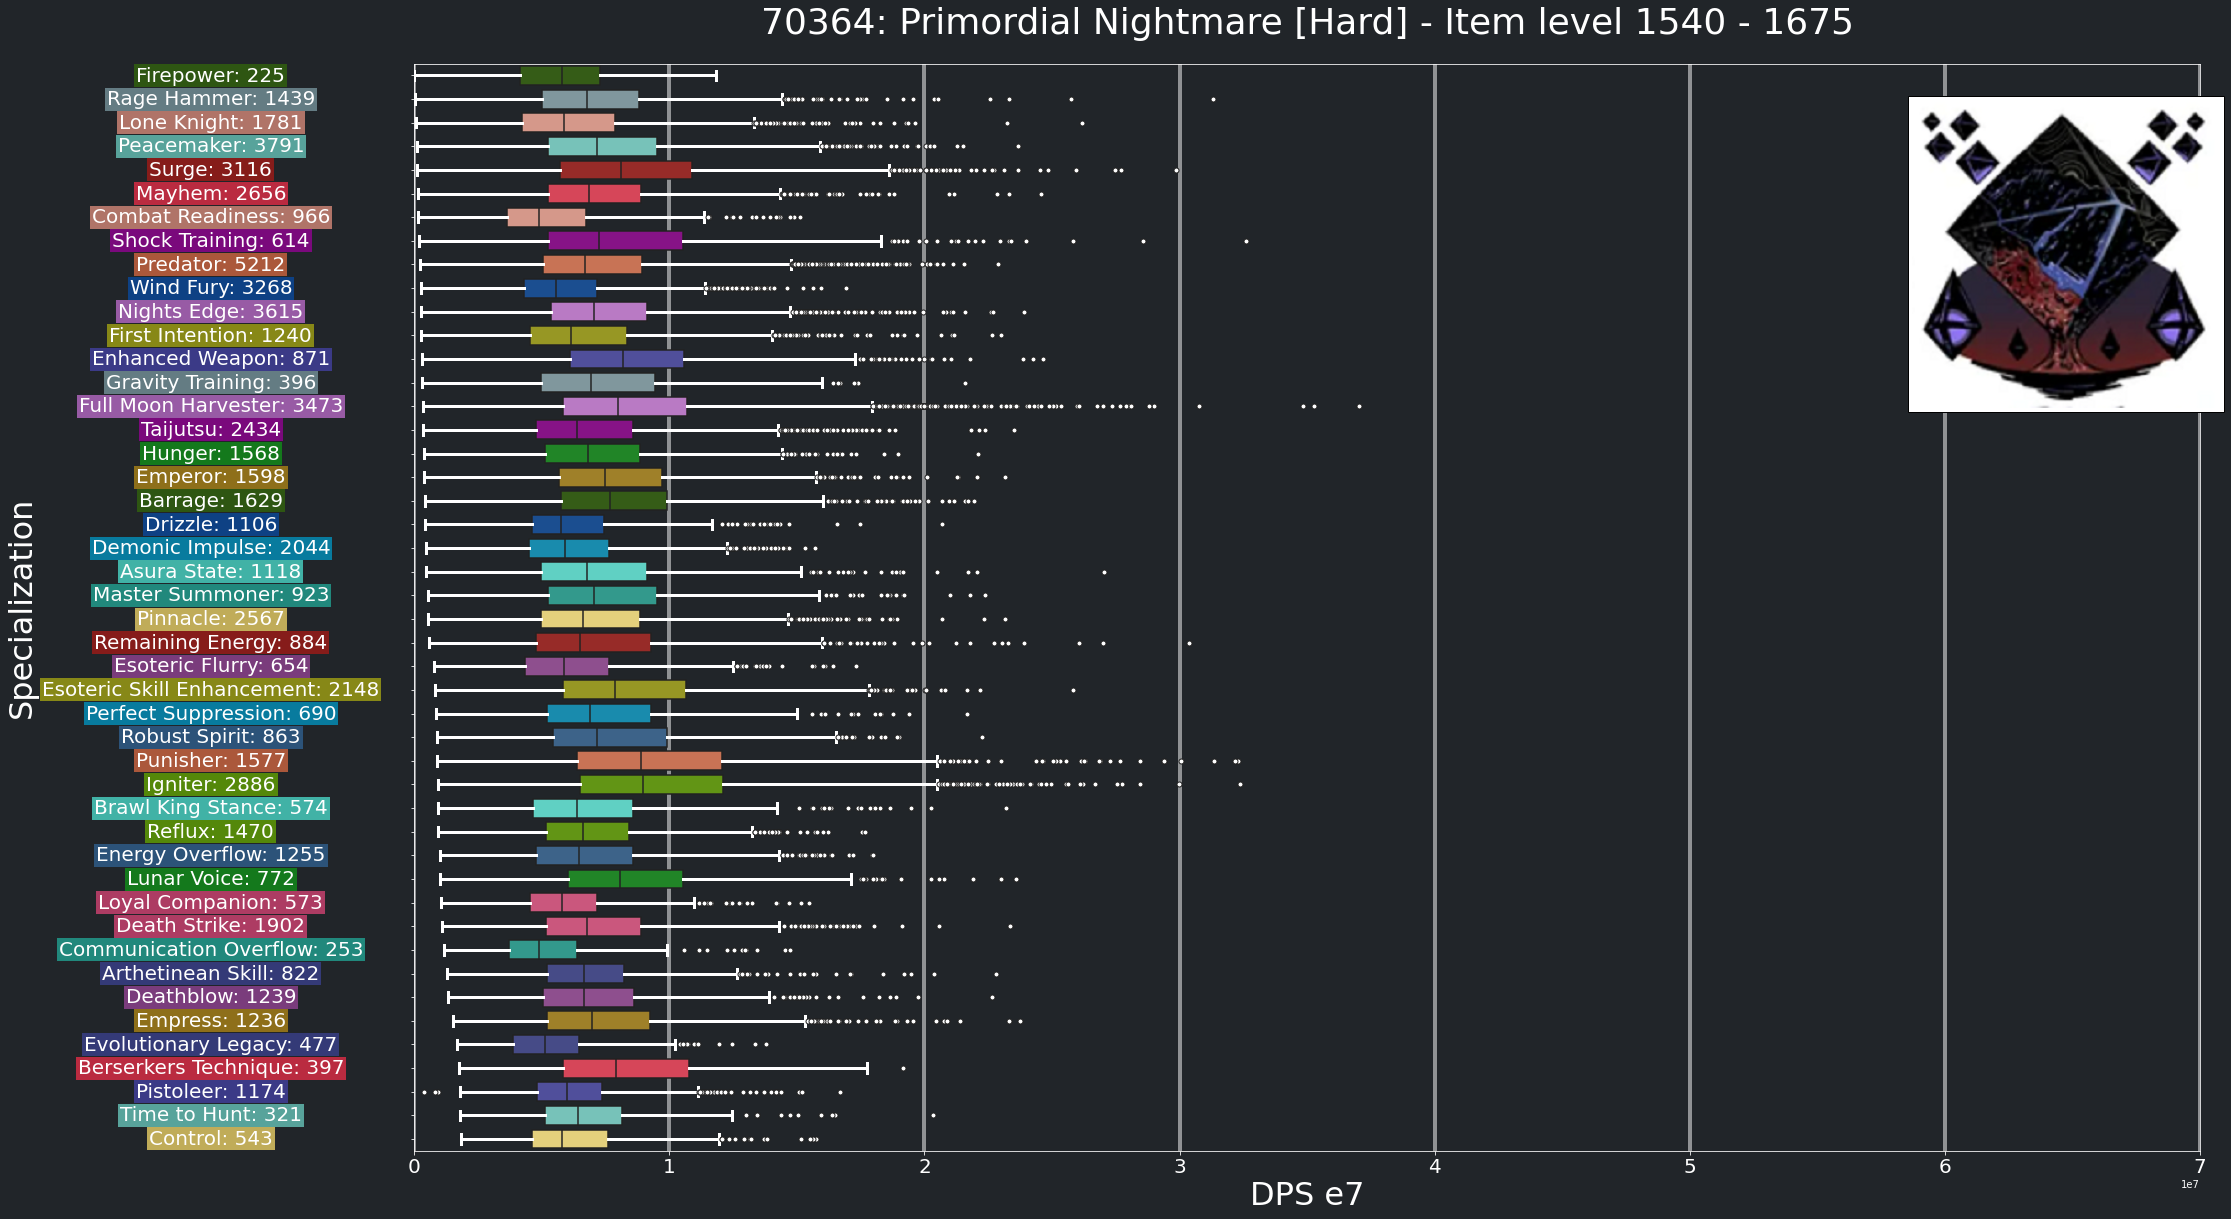 70364: Primordial Nightmare [Hard] - Item level 1540 - 1675
Specialization
Firepower: 225
Rage Hammer: 1439
Lone Knight: 1781
Peacemaker: 3791
Surge: 3116
Mayhem: 2656
Combat Readiness: 966
Shock Training: 614
Predator: 5212
Wind Fury: 3268
Nights Edge: 3615
First Intention: 1240
Enhanced Weapon: 871
Gravity Training: 396
Full Moon Harvester: 3473
Taijutsu: 2434
Hunger: 1568
Emperor: 1598
Barrage: 1629
Drizzle: 1106
Demonic Impulse: 2044
Asura State: 1118
Master Summoner: 923
Pinnacle: 2567
Remaining Energy: 884
Esoteric Flurry: 654
Esoteric Skill Enhancement: 2148
Perfect Suppression: 690
Robust Spirit: 863
Punisher: 1577
Igniter: 2886
Brawl King Stance: 574
Reflux: 1470
Energy Overflow: 1255
Lunar Voice: 772
Loyal Companion: 573
Death Strike: 1902
Communication Overflow: 253
Arthetinean Skill: 822
Deathblow: 1239
Empress: 1236
Evolutionary Legacy: 477
Berserkers Technique: 397
Pistoleer: 1174
Time to Hunt: 321
Control: 543
0 1 2 3 4 5 6 7
1e7
DPS e7